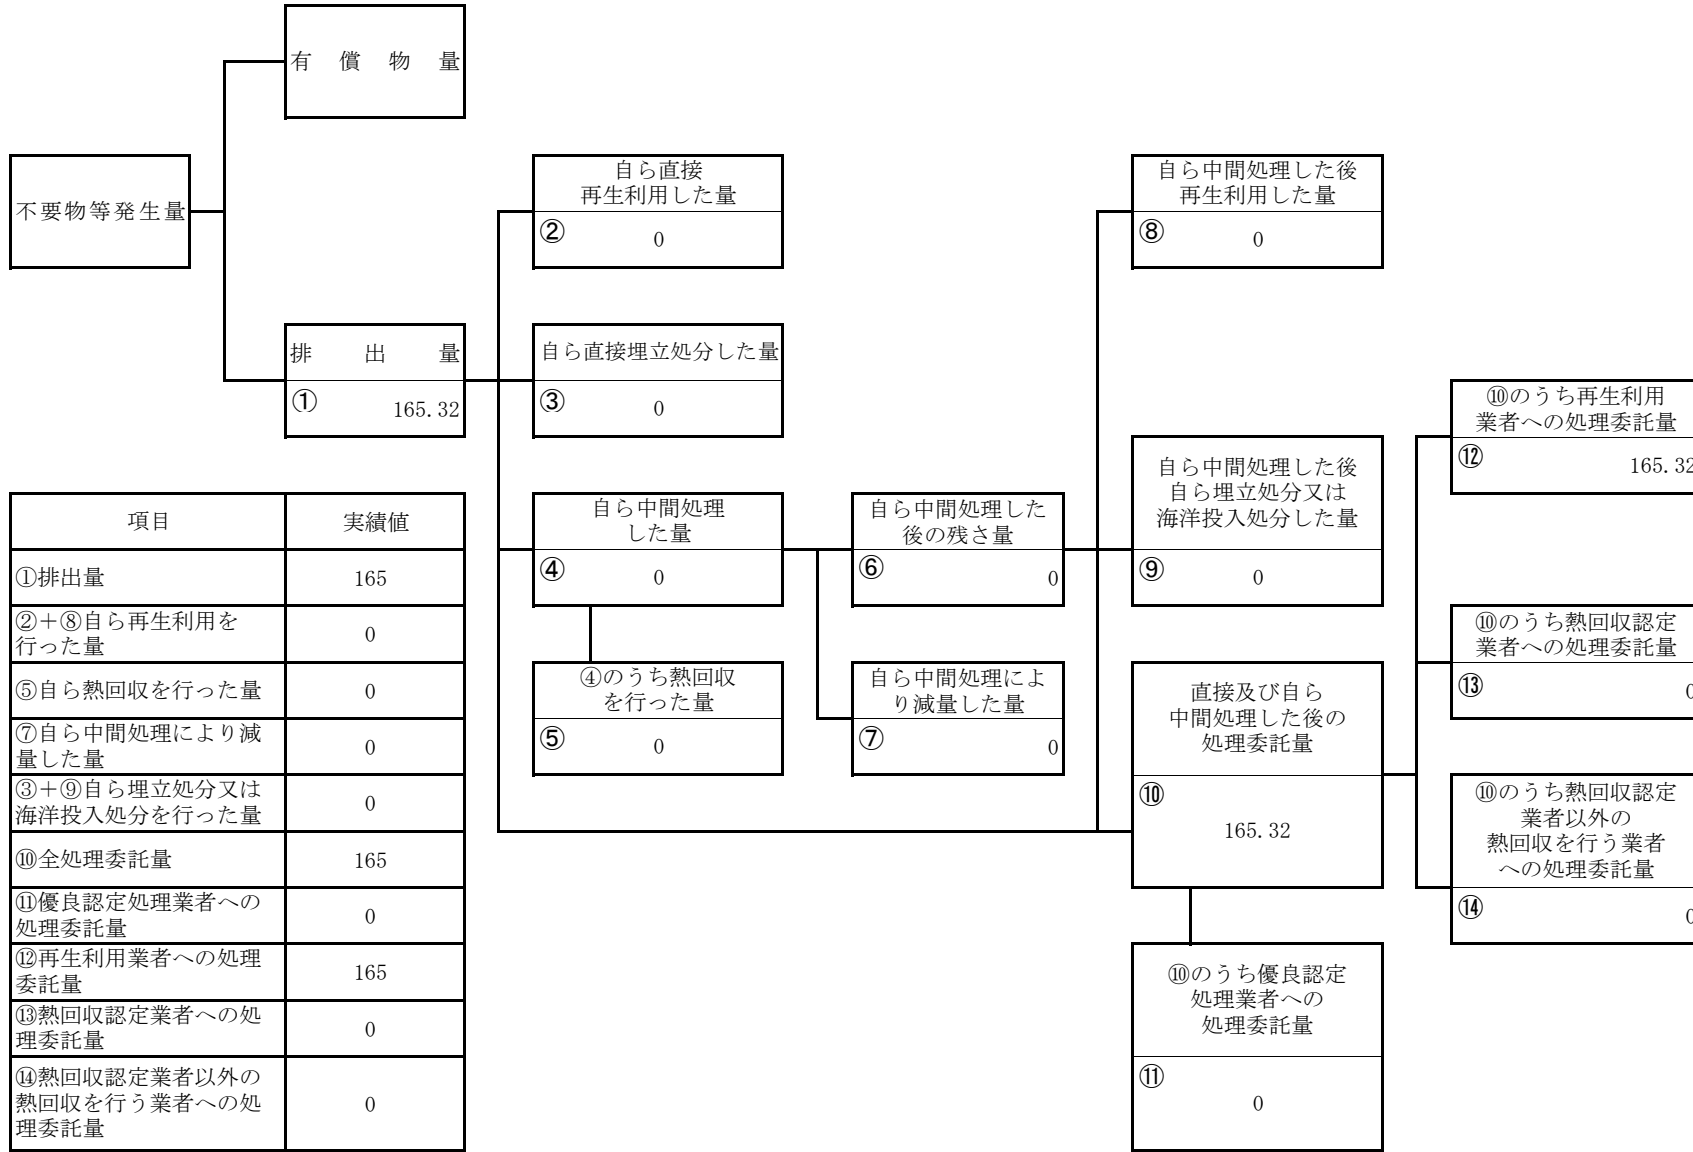 有償物量
不要物等発生量
排出量
① 165.32
自ら直接
再生利用した量
② 0
自ら直接埋立処分した量
③ 0
自ら中間処理
した量
④ 0
④のうち熱回収
を行った量
⑤ 0
自ら中間処理した
後の残さ量
⑥ 0
自ら中間処理によ
り減量した量
⑦ 0
自ら中間処理した後
再生利用した量
⑧ 0
自ら中間処理した後
自ら埋立処分又は
海洋投入処分した量
⑨ 0
直接及び自ら
中間処理した後の
処理委託量
⑩
165.32
⑩のうち優良認定
処理業者への
処理委託量
⑪
0
⑩のうち再生利用
業者への処理委託量
⑫ 165.32
⑩のうち熱回収認定
業者への処理委託量
⑬ 0
⑩のうち熱回収認定
業者以外の
熱回収を行う業者
への処理委託量
⑭ 0
項目 実績値
①排出量 165
②+⑧自ら再生利用を
行った量 0
⑤自ら熱回収を行った量 0
⑦自ら中間処理により減
量した量 0
③+⑨自ら埋立処分又は
海洋投入処分を行った量 0
⑩全処理委託量 165
⑪優良認定処理業者への
処理委託量 0
⑫再生利用業者への処理
委託量 165
⑬熱回収認定業者への処
理委託量 0
⑭熱回収認定業者以外の
熱回収を行う業者への処
理委託量 0